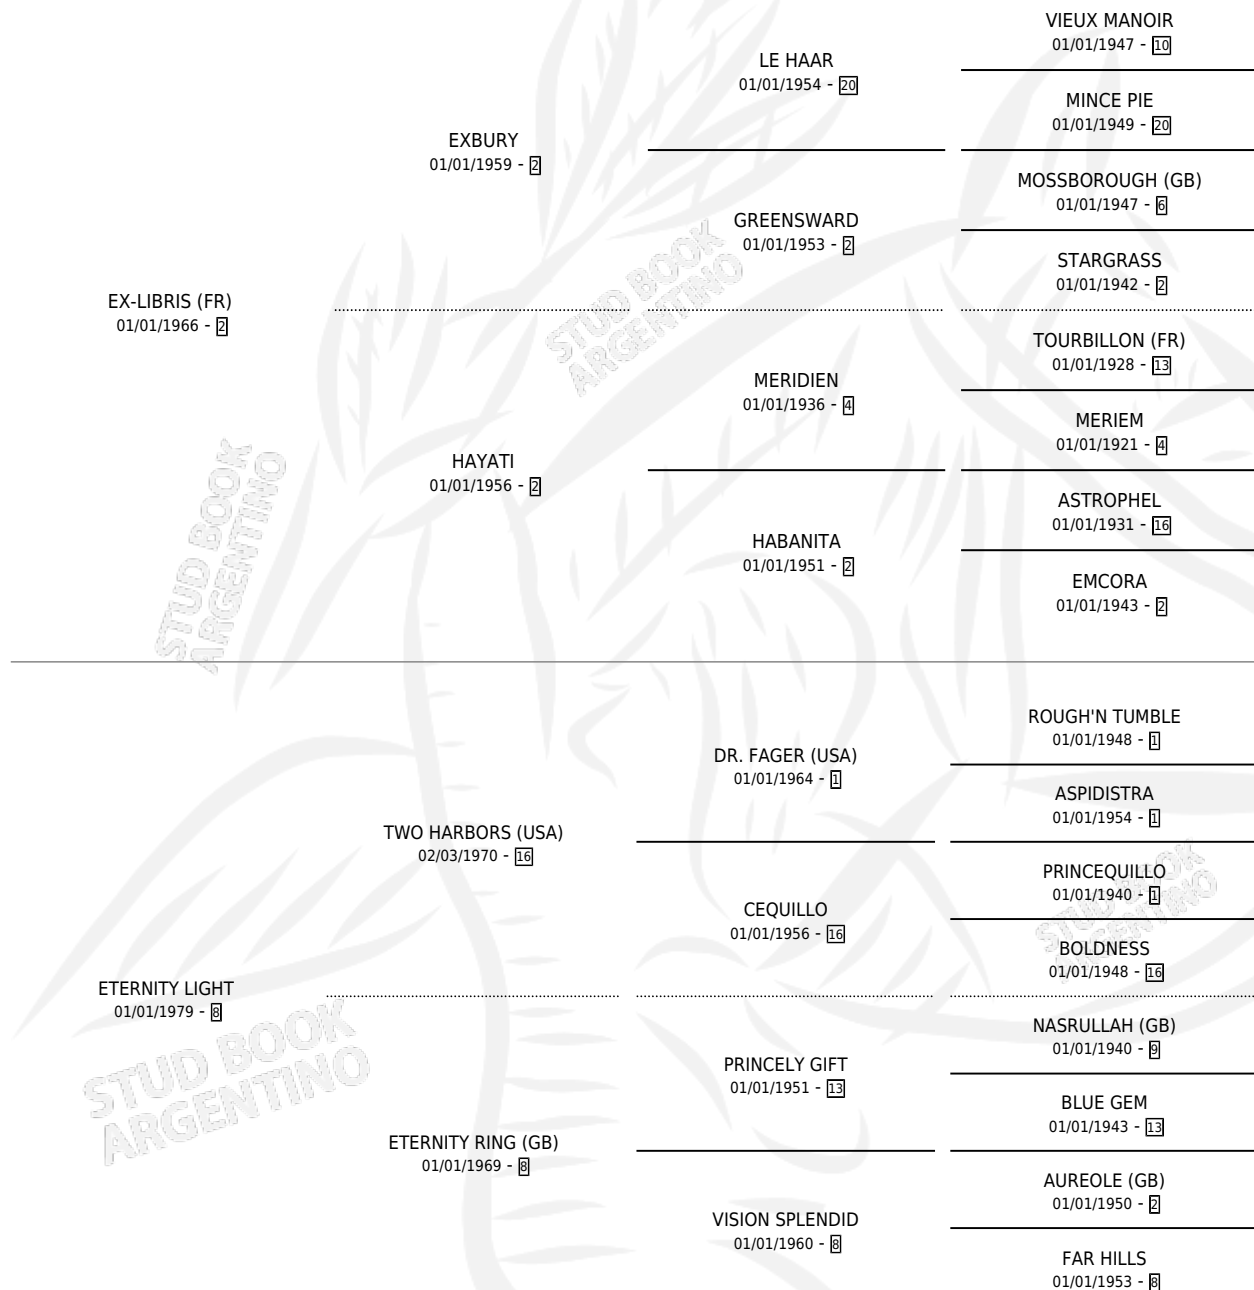 VIEUX MANOIR
01/01/1947 - 10
LE HAAR
01/01/1954 - 20
MINCE PIE
01/01/1949 - 20
EXBURY
01/01/1959 - 2
MOSSBOROUGH (GB)
01/01/1947 - 6
GREENSWARD
01/01/1953 - 2
STARGRASS
01/01/1942 - 2
EX-LIBRIS (FR)
01/01/1966 - 2
STUD BOOK
ARGENTINO
TOURBILLON (FR)
01/01/1928 - 13
MERIDIEN
01/01/1936 - 4
MERIEM
01/01/1921 - 4
HAYATI
01/01/1956 - 2
ASTROPHEL
01/01/1931 - 16
HABANITA
01/01/1951 - 2
EMCORA
01/01/1943 - 2
STUD BOOK
ARGENTINO
ROUGH'N TUMBLE
01/01/1948 - 1
DR. FAGER (USA)
01/01/1964 - 1
ASPIDISTRA
01/01/1954 - 1
TWO HARBORS (USA)
02/03/1970 - 16
PRINCEQUILLO
01/01/1940 - 1
CEQUILLO
01/01/1956 - 16
STUD BOOK
ARGENTINO
BOLDNESS
01/01/1948 - 16
ETERNITY LIGHT
01/01/1979 - 8
STUD BOOK
ARGENTINO
NASRULLAH (GB)
01/01/1940 - 9
PRINCELY GIFT
01/01/1951 - 13
BLUE GEM
01/01/1943 - 13
ETERNITY RING (GB)
01/01/1969 - 8
AUREOLE (GB)
01/01/1950 - 2
VISION SPLENDID
01/01/1960 - 8
FAR HILLS
01/01/1953 - 8